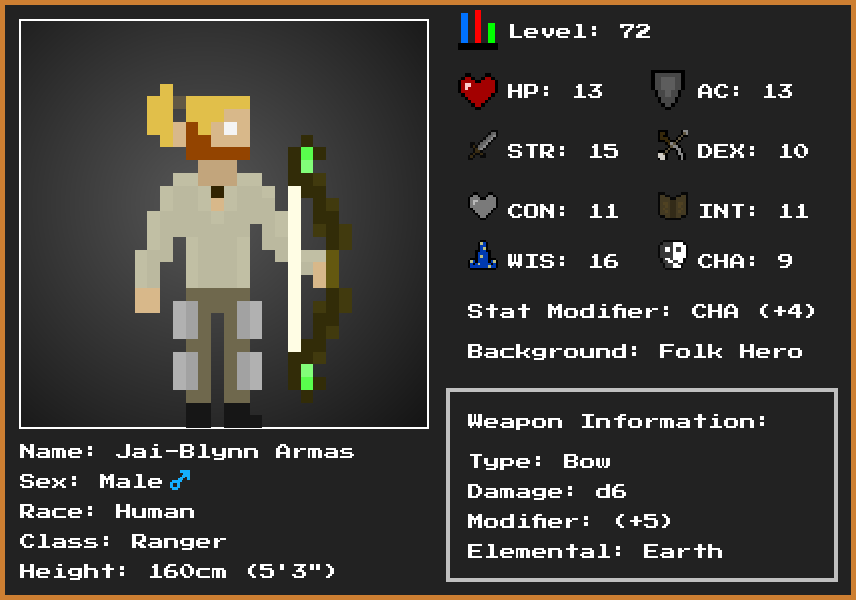 Level: 72
HP: 13 AC: 13
STR: 15 DEX: 10
CON: 11 INT: 11
WIS: 16 CHA: 9
Stat Modifier: CHA (+4)
Background: Folk Hero
Weapon Information:
Type: Bow
Damage: d6
Modifier: (+5)
Elemental: Earth
Name: Jai-Blynn Armas
Sex: Male ♂
Race: Human
Class: Ranger
Height: 160cm (5'3")